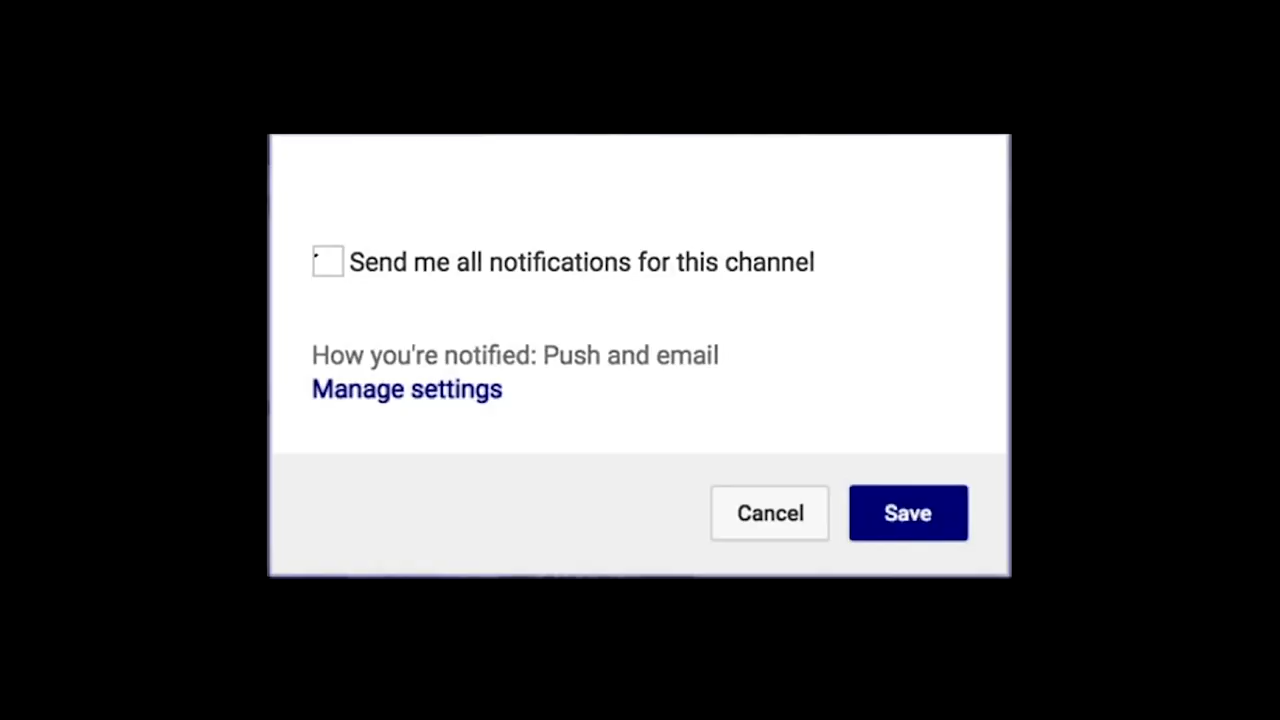 Send me all notifications for this channel
How you're notified: Push and email
Manage settings
Cancel
Save